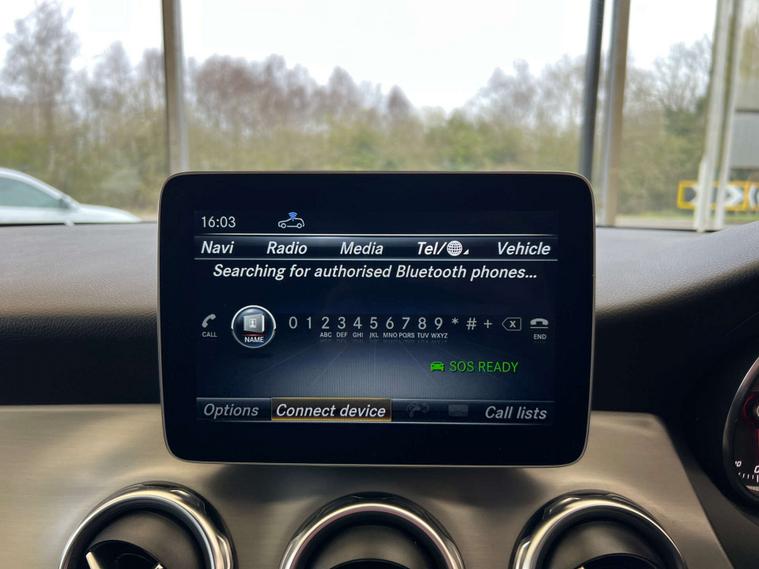 16:03
Navi Radio Media Tel/ Vehicle
Searching for authorised Bluetooth phones...
0 1 2 3 4 5 6 7 8 9 * # +
ABC DEF GHI JKL MNO PQRS TUV WXYZ
CALL NAME END
SOS READY
Options Connect device Call lists